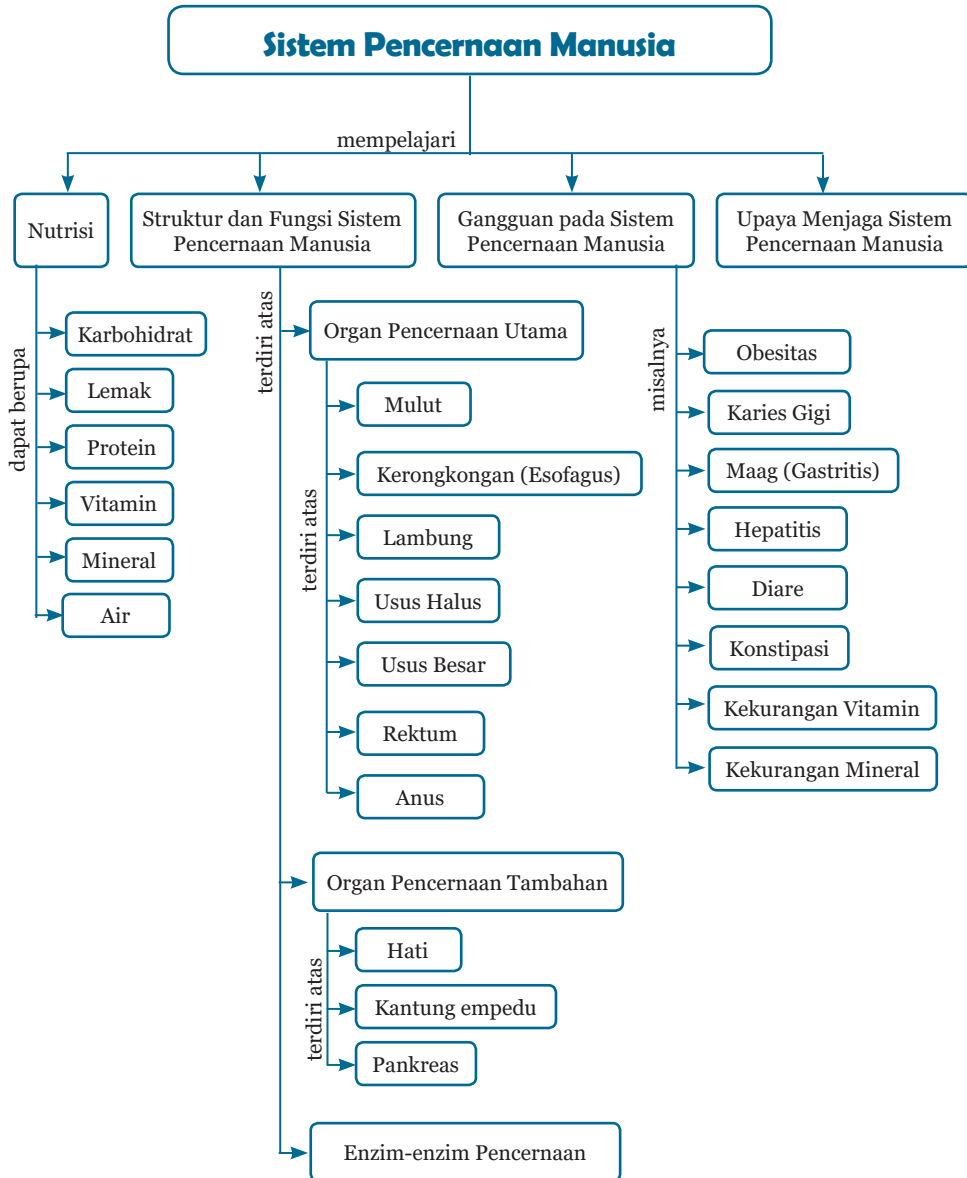 Sistem Pencernaan Manusia
mempelajari
Nutrisi
Struktur dan Fungsi Sistem
Pencernaan Manusia
Gangguan pada Sistem
Pencernaan Manusia
Upaya Menjaga Sistem
Pencernaan Manusia
dapat berupa
Karbohidrat
Lemak
Protein
Vitamin
Mineral
Air
terdiri atas
Organ Pencernaan Utama
terdiri atas
Mulut
Kerongkongan (Esofagus)
Lambung
Usus Halus
Usus Besar
Rektum
Anus
Organ Pencernaan Tambahan
terdiri atas
Hati
Kantung empedu
Pankreas
Enzim-enzim Pencernaan
misalnya
Obesitas
Karies Gigi
Maag (Gastritis)
Hepatitis
Diare
Konstipasi
Kekurangan Vitamin
Kekurangan Mineral